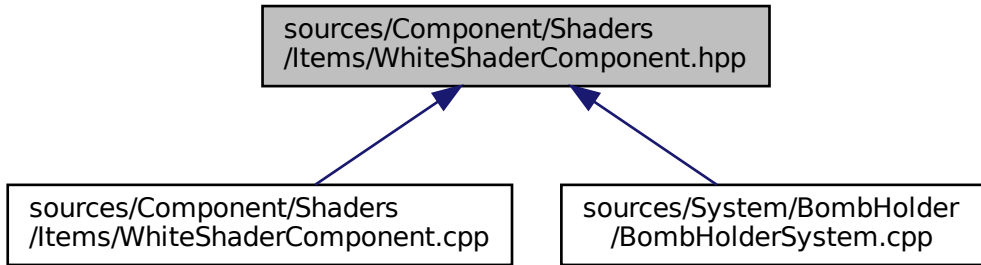 sources/Component/Shaders
/Items/WhiteShaderComponent.hpp
sources/Component/Shaders
/Items/WhiteShaderComponent.cpp
sources/System/BombHolder
/BombHolderSystem.cpp